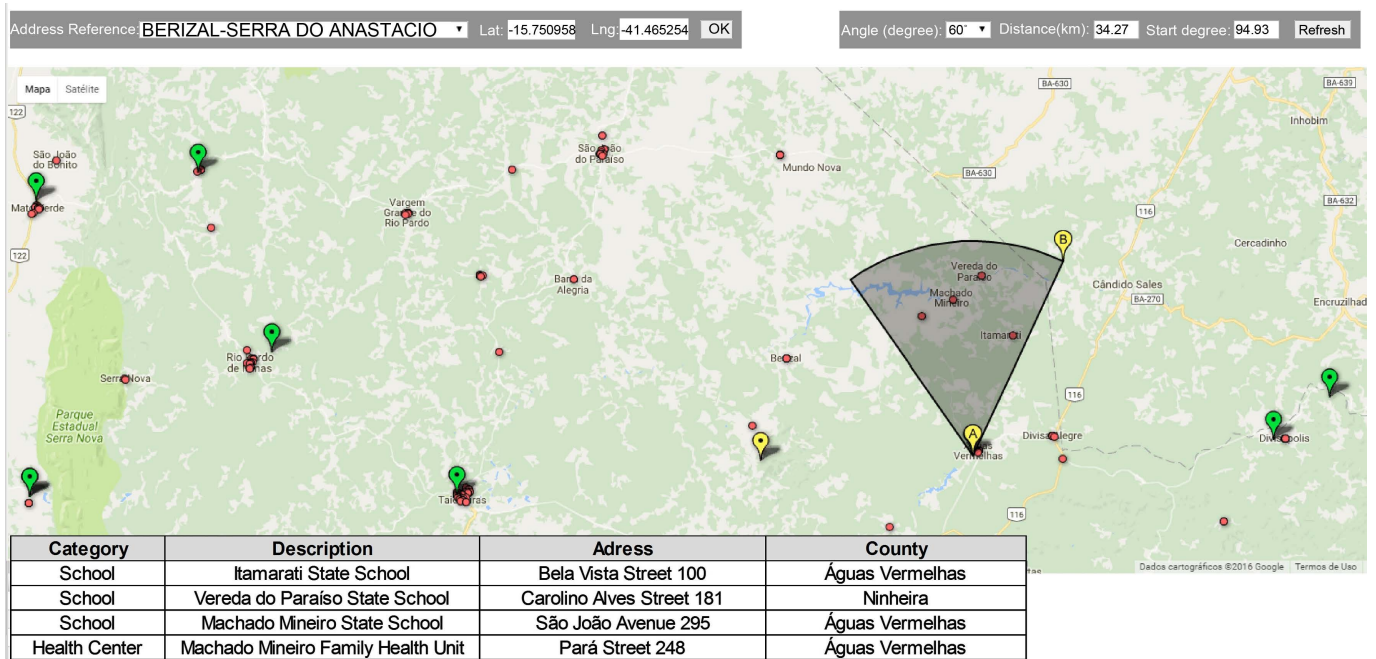 Address Reference: BERIZAL-SERRA DO ANASTACIO Lat: -15.750958 Lng: -41.465254 OK
Angle (degree): 60˚ Distance(km): 34.27 Start degree: 94.93 Refresh
Mapa Satélite
BA-630
BA-639
122
Inhobim
São João
do Bonito
São João
do Paraíso
Mundo Nova
BA-630
Mato Verde
Vargem
Grande do
Rio Pardo
116
BA-632
B
Cercadinho
122
Vereda do
Paraíso
Barra da
Alegria
Cândido Sales
Machado
Mineiro
BA-270
Encruzilhad
Itamarati
Rio Pardo
de Minas
Berizal
Serra Nova
116
Parque
Estadual
Serra Nova
A
Águas
Vermelhas
Divisa Alegre
Divisópolis
Taiobeiras
116
tas
Dados cartográficos ©2016 Google Termos de Uso
Category Description Adress County
School Itamarati State School Bela Vista Street 100 Águas Vermelhas
School Vereda do Paraíso State School Carolino Alves Street 181 Ninheira
School Machado Mineiro State School São João Avenue 295 Águas Vermelhas
Health Center Machado Mineiro Family Health Unit Pará Street 248 Águas Vermelhas